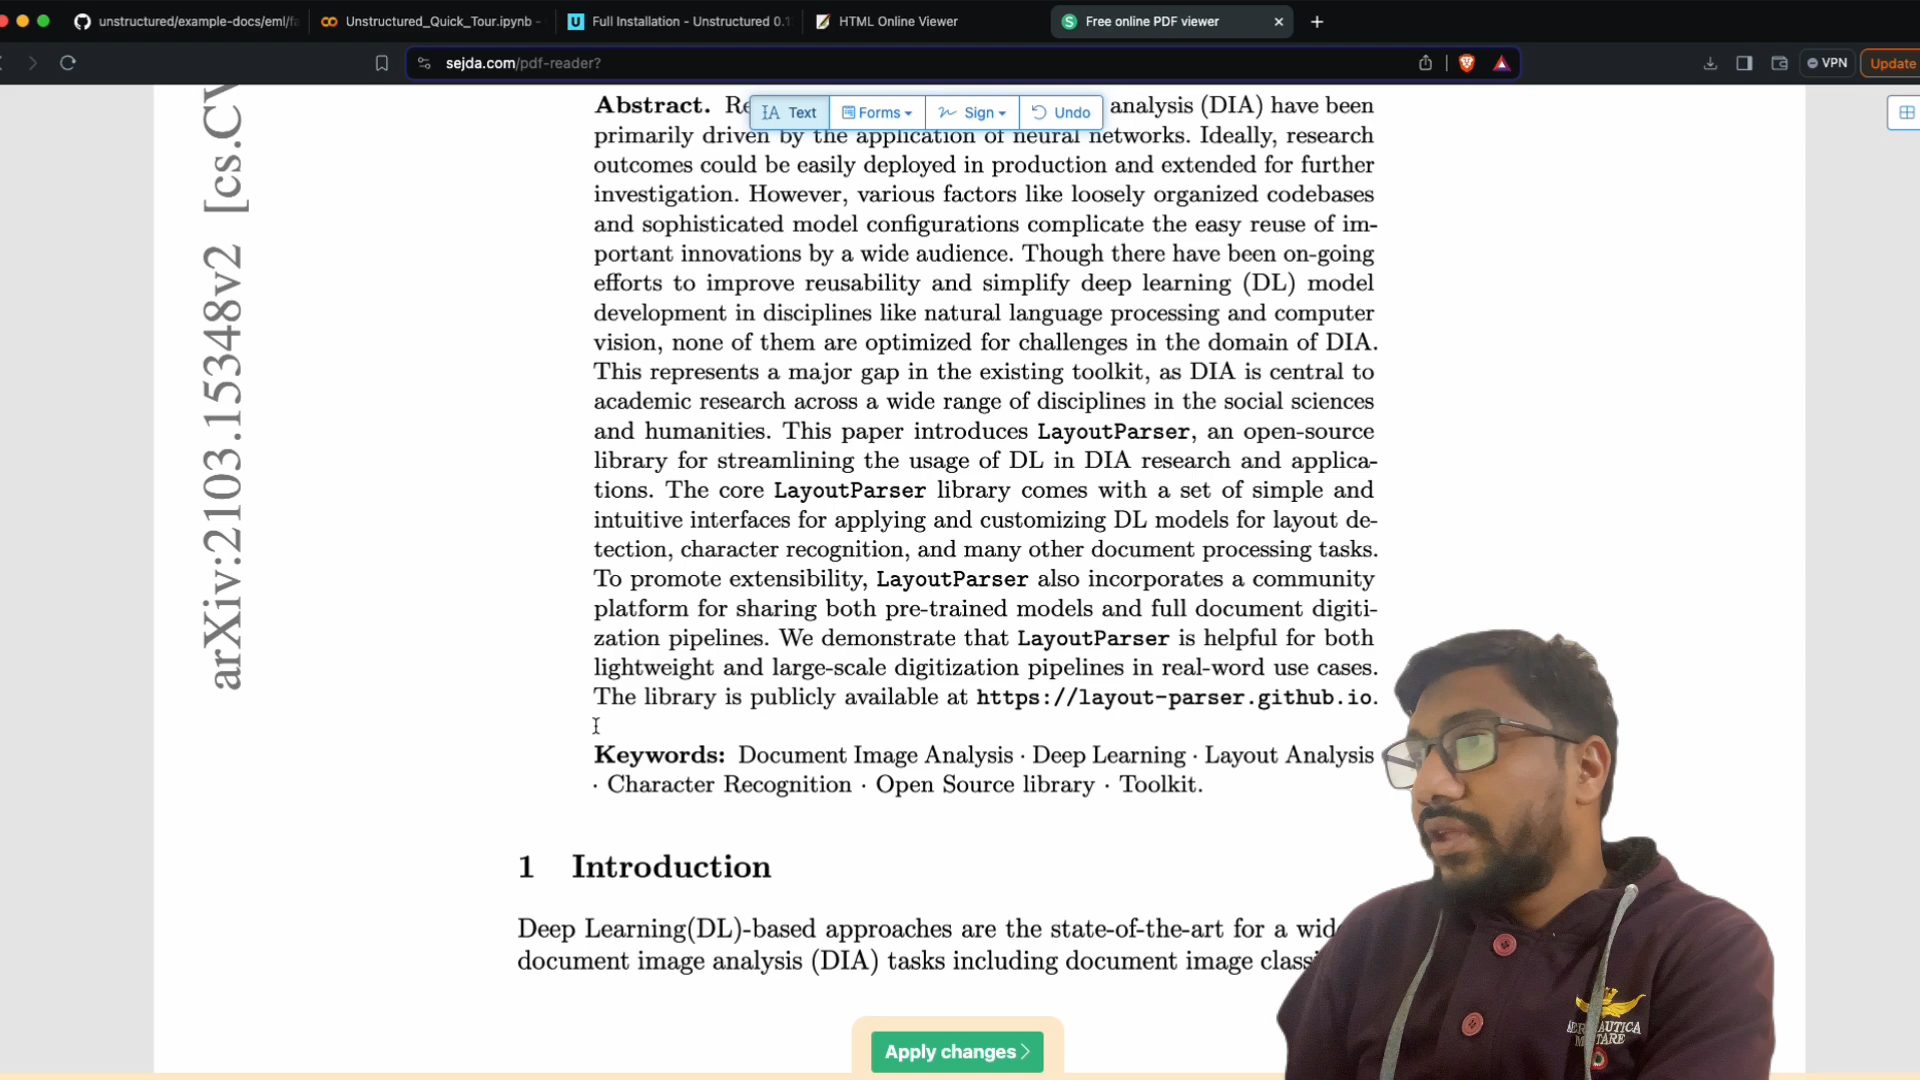 unstructured/example-docs/eml/fa
Unstructured_Quick_Tour.ipynb -
Full Installation - Unstructured 0.1
HTML Online Viewer
Free online PDF viewer
sejda.com/pdf-reader?
VPN
Update
Text
Forms
Sign
Undo
arXiv:2103.15348v2 [cs.CV
Abstract. Re analysis (DIA) have been
primarily driven by the application of neural networks. Ideally, research
outcomes could be easily deployed in production and extended for further
investigation. However, various factors like loosely organized codebases
and sophisticated model configurations complicate the easy reuse of im-
portant innovations by a wide audience. Though there have been on-going
efforts to improve reusability and simplify deep learning (DL) model
development in disciplines like natural language processing and computer
vision, none of them are optimized for challenges in the domain of DIA.
This represents a major gap in the existing toolkit, as DIA is central to
academic research across a wide range of disciplines in the social sciences
and humanities. This paper introduces LayoutParser, an open-source
library for streamlining the usage of DL in DIA research and applica-
tions. The core LayoutParser library comes with a set of simple and
intuitive interfaces for applying and customizing DL models for layout de-
tection, character recognition, and many other document processing tasks.
To promote extensibility, LayoutParser also incorporates a community
platform for sharing both pre-trained models and full document digiti-
zation pipelines. We demonstrate that LayoutParser is helpful for both
lightweight and large-scale digitization pipelines in real-word use cases.
The library is publicly available at https://layout-parser.github.io.
Keywords: Document Image Analysis · Deep Learning · Layout Analysis
· Character Recognition · Open Source library · Toolkit.
1 Introduction
Deep Learning(DL)-based approaches are the state-of-the-art for a wid
document image analysis (DIA) tasks including document image classi
Apply changes